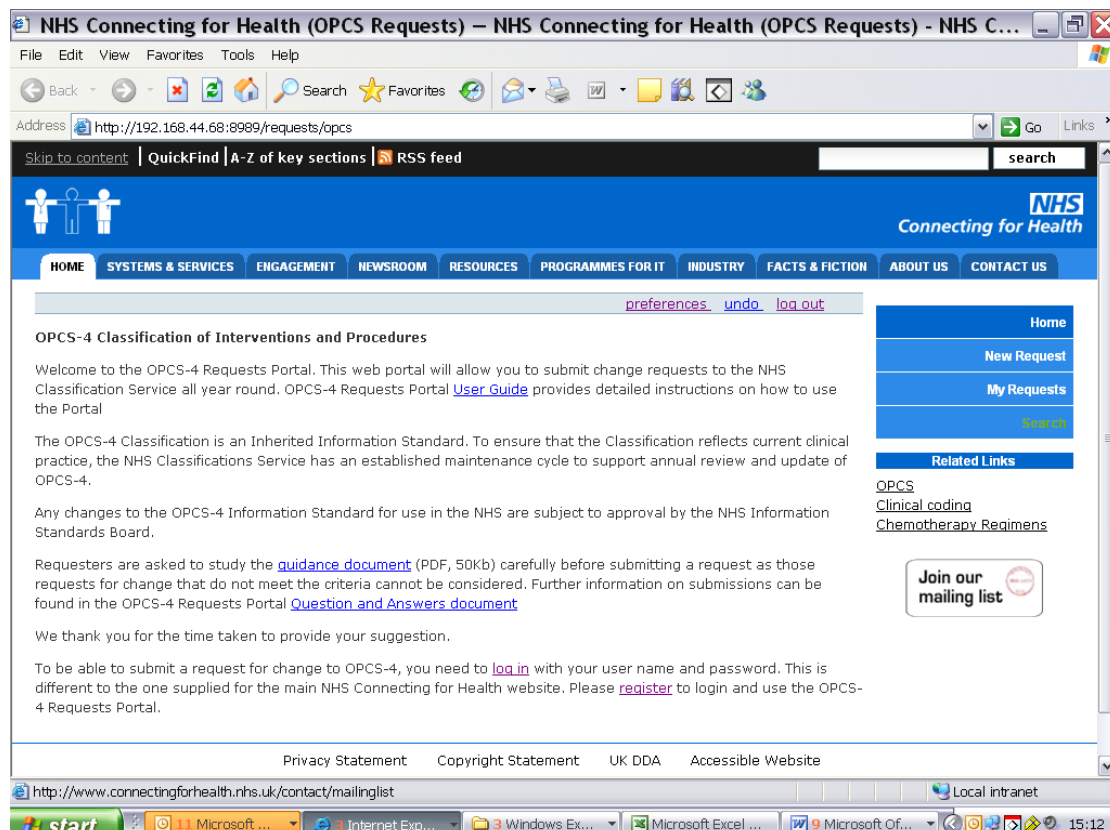 NHS Connecting for Health (OPCS Requests) — NHS Connecting for Health (OPCS Requests) - NHS C...
File Edit View Favorites Tools Help
Back Search Favorites
Address http://192.168.44.68:8989/requests/opcs Go Links
Skip to content QuickFind A-Z of key sections RSS feed search
NHS
Connecting for Health
HOME SYSTEMS & SERVICES ENGAGEMENT NEWSROOM RESOURCES PROGRAMMES FOR IT INDUSTRY FACTS & FICTION ABOUT US CONTACT US
preferences undo log out
OPCS-4 Classification of Interventions and Procedures
Welcome to the OPCS-4 Requests Portal. This web portal will allow you to submit change requests to the NHS
Classification Service all year round. OPCS-4 Requests Portal User Guide provides detailed instructions on how to use
the Portal
The OPCS-4 Classification is an Inherited Information Standard. To ensure that the Classification reflects current clinical
practice, the NHS Classifications Service has an established maintenance cycle to support annual review and update of
OPCS-4.
Any changes to the OPCS-4 Information Standard for use in the NHS are subject to approval by the NHS Information
Standards Board.
Requesters are asked to study the guidance document (PDF, 50Kb) carefully before submitting a request as those
requests for change that do not meet the criteria cannot be considered. Further information on submissions can be
found in the OPCS-4 Requests Portal Question and Answers document
We thank you for the time taken to provide your suggestion.
To be able to submit a request for change to OPCS-4, you need to log in with your user name and password. This is
different to the one supplied for the main NHS Connecting for Health website. Please register to login and use the OPCS-
4 Requests Portal.
Home
New Request
My Requests
Search
Related Links
OPCS
Clinical coding
Chemotherapy Regimens
Join our
mailing list
Privacy Statement Copyright Statement UK DDA Accessible Website
http://www.connectingforhealth.nhs.uk/contact/mailinglist Local intranet
start 11 Microsoft ... 3 Internet Exp... 3 Windows Ex... Microsoft Excel ... 9 Microsoft Of... 15:12